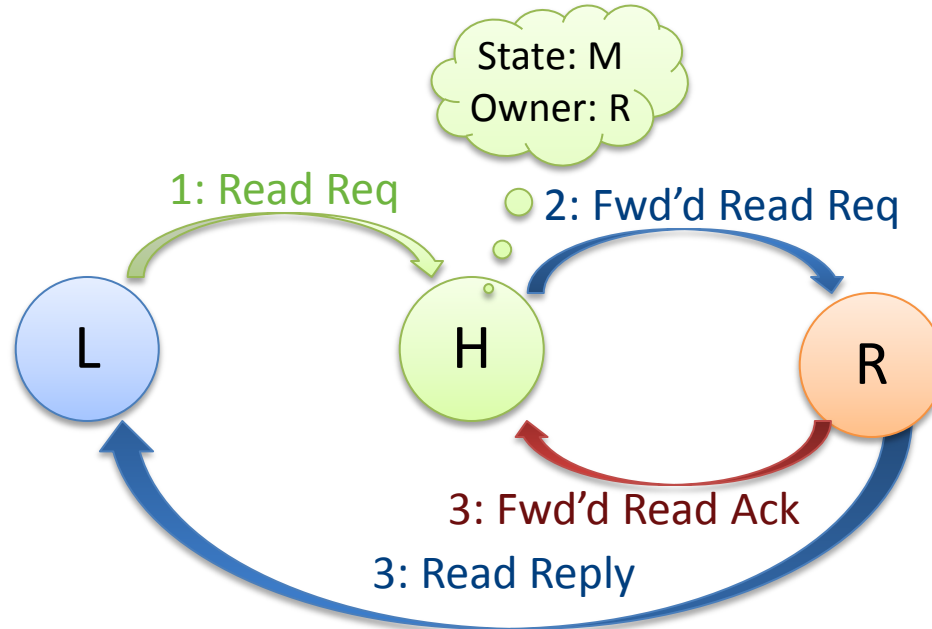 State: M
Owner: R
1: Read Req
2: Fwd’d Read Req
L
H
R
3: Fwd’d Read Ack
3: Read Reply